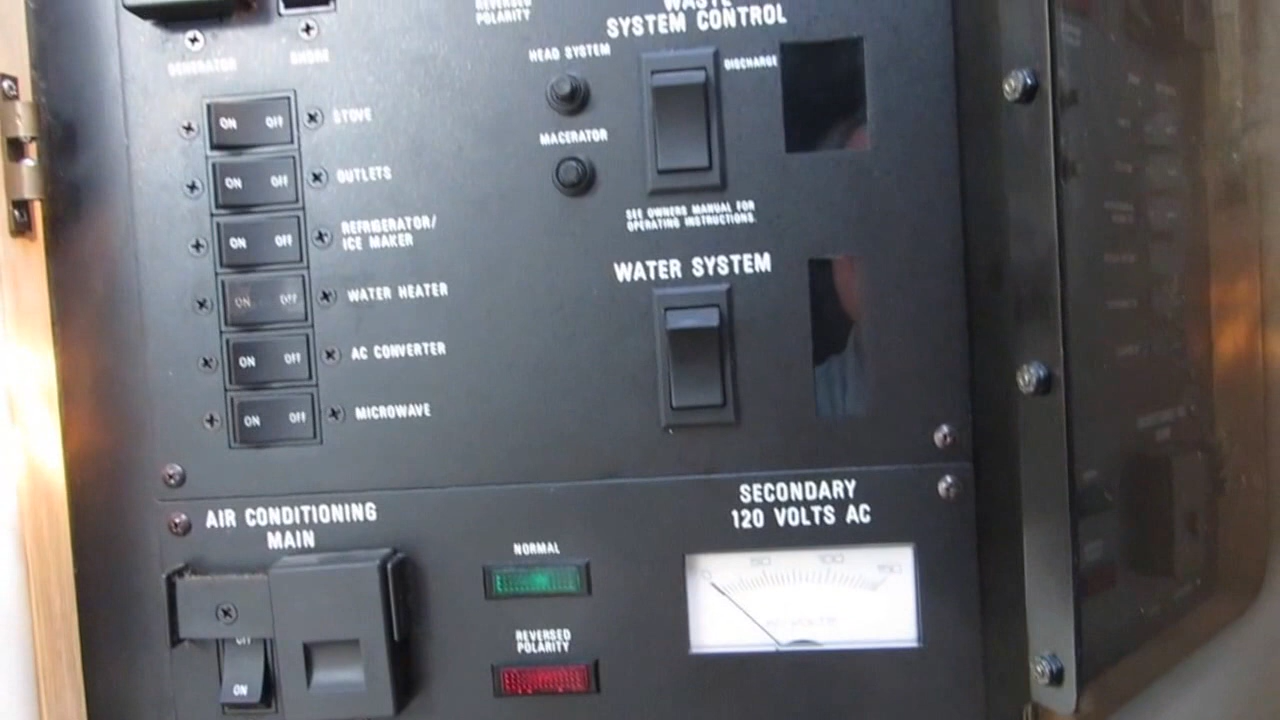 REVERSED
POLARITY
WASTE
SYSTEM CONTROL
GENERATOR
SHORE
HEAD SYSTEM
DISCHARGE
ON OFF
STOVE
MACERATOR
ON OFF
OUTLETS
SEE OWNERS MANUAL FOR
OPERATING INSTRUCTIONS.
ON OFF
REFRIGERATOR/
ICE MAKER
WATER SYSTEM
ON OFF
WATER HEATER
ON OFF
AC CONVERTER
ON OFF
MICROWAVE
AIR CONDITIONING
MAIN
SECONDARY
120 VOLTS AC
NORMAL
0 50 100 150
REVERSED
POLARITY
OFF
ON